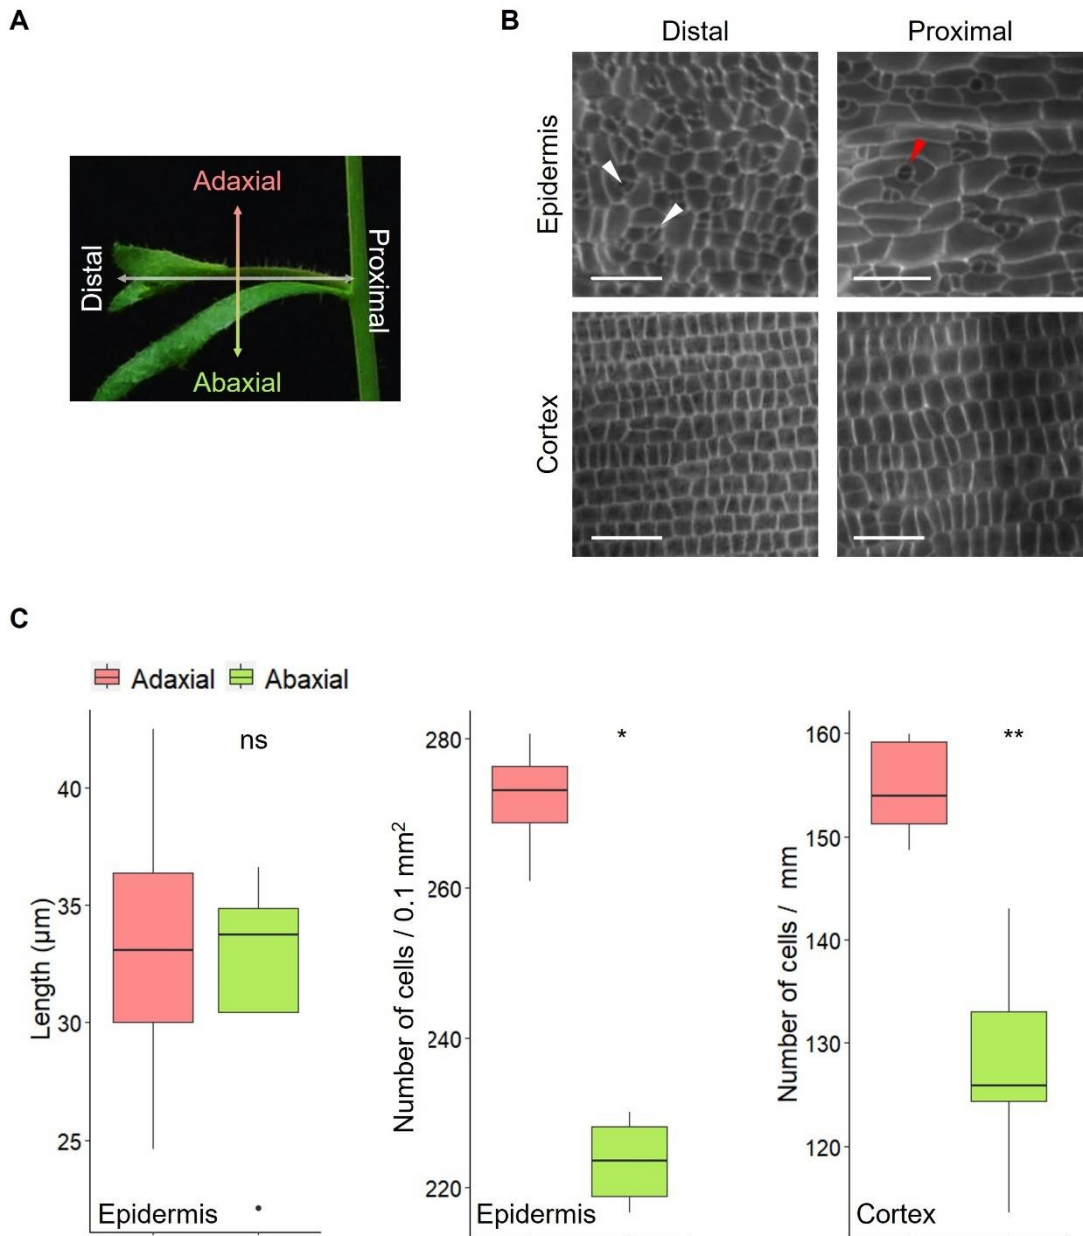 A
Adaxial
Distal
Proximal
Abaxial
B
Distal
Proximal
Epidermis
Cortex
C
Adaxial
Abaxial
ns
40
35
30
25
Length (µm)
Epidermis
*
280
260
240
220
Number of cells / 0.1 mm²
Epidermis
**
160
150
140
130
120
Number of cells / mm
Cortex